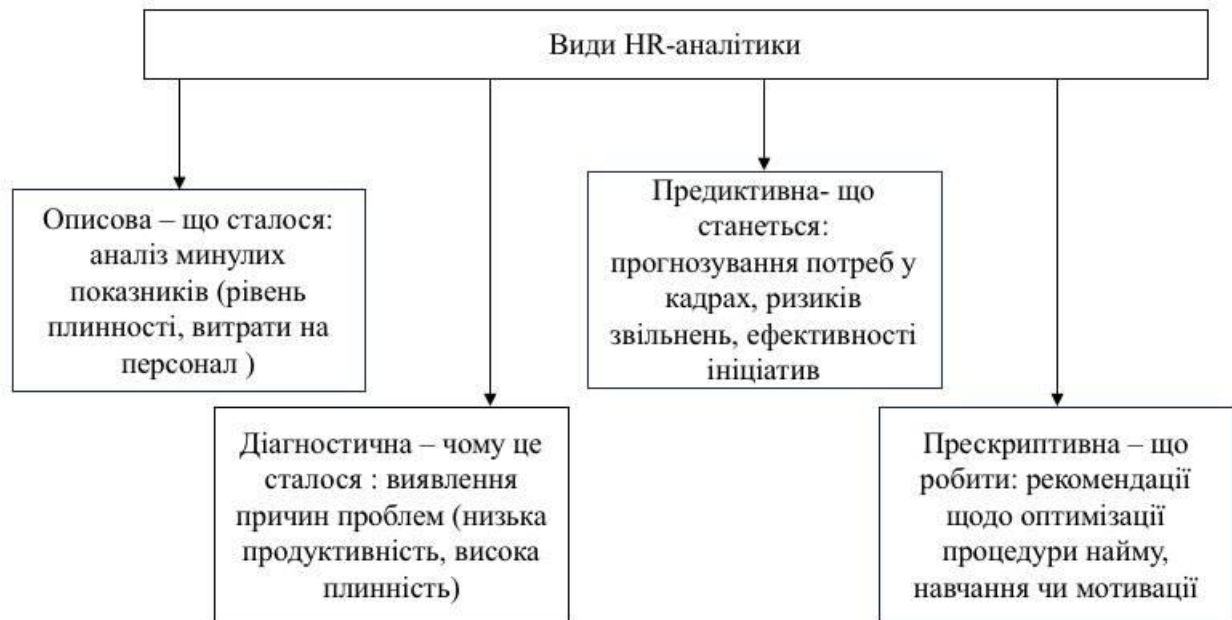 Види HR-аналітики
Описова – що сталося:
аналіз минулих
показників (рівень
плинності, витрати на
персонал )
Предиктивна- що
станеться:
прогнозування потреб у
кадрах, ризиків
звільнень, ефективності
ініціатив
Діагностична – чому це
сталося : виявлення
причин проблем (низька
продуктивність, висока
плинність)
Прескриптивна – що
робити: рекомендації
щодо оптимізації
процедури найму,
навчання чи мотивації